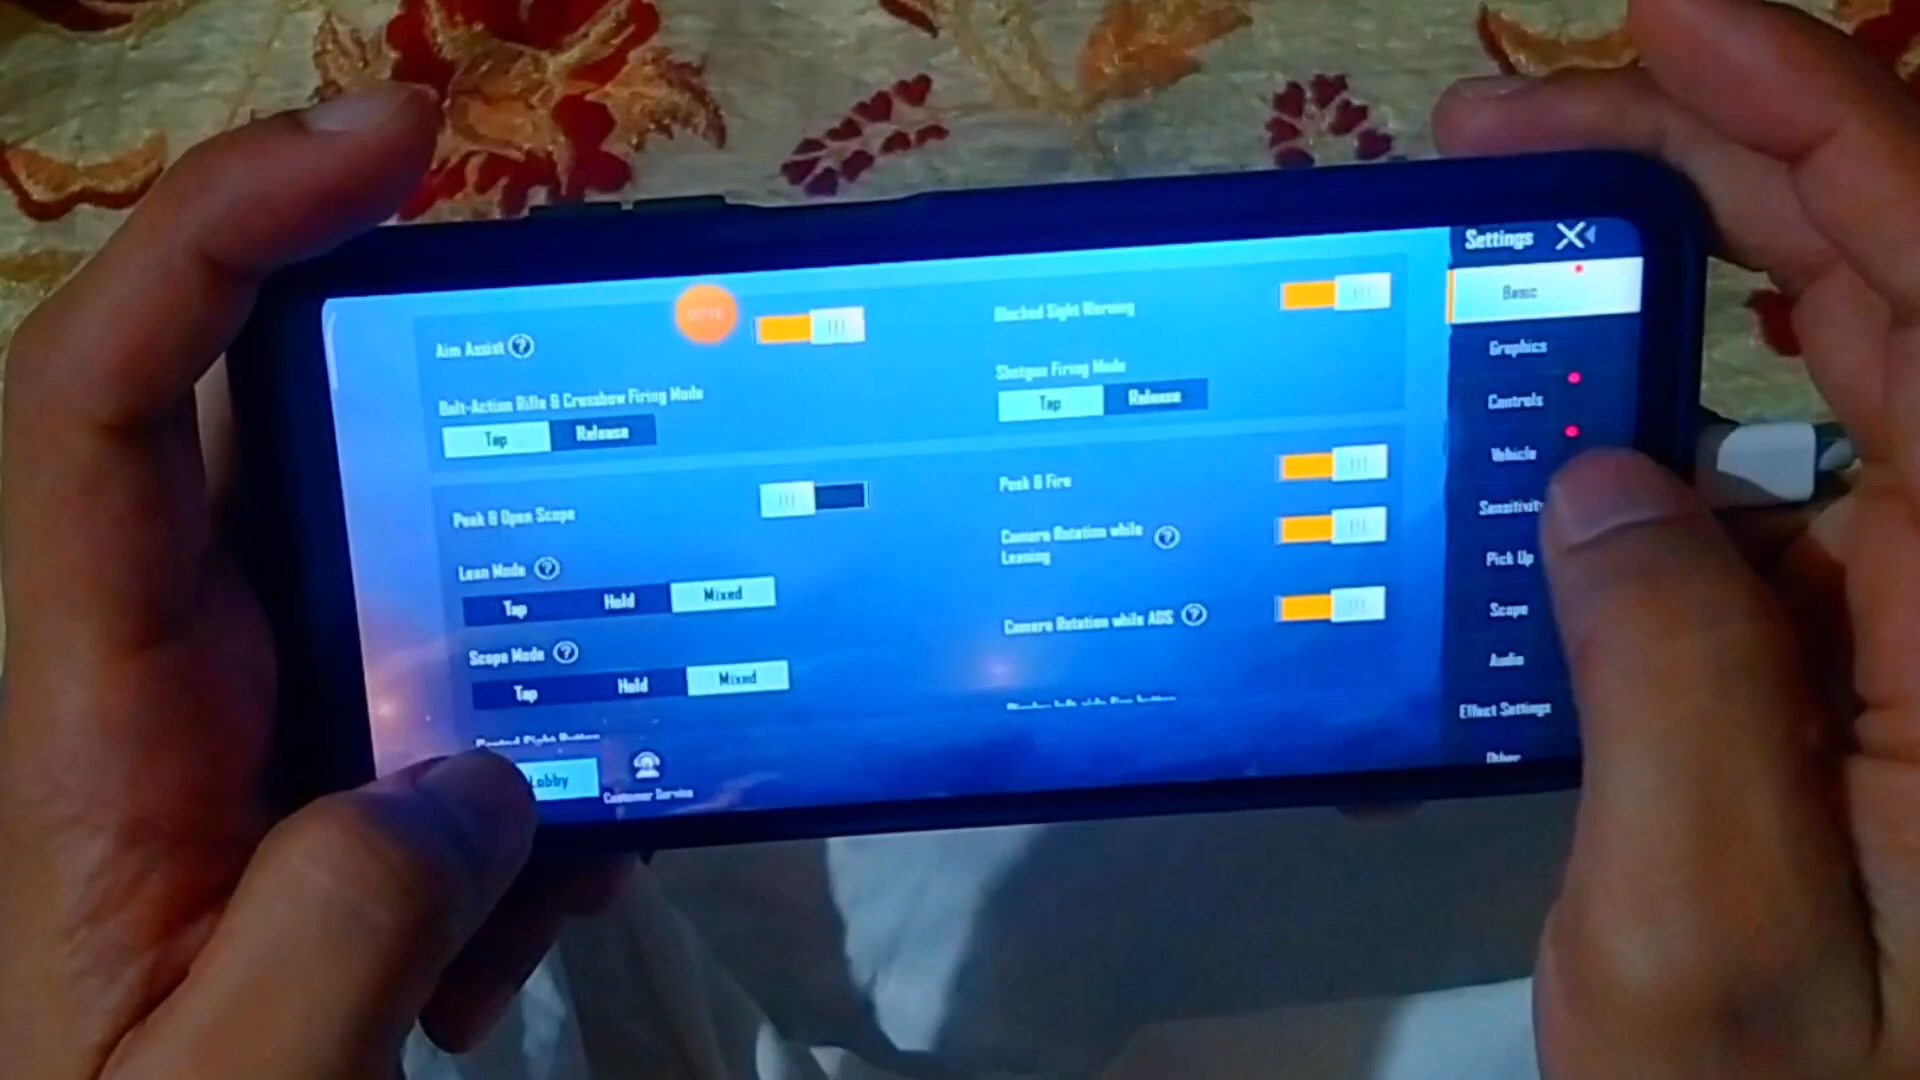 Settings
Aim Assist ?
Blocked Sight Warning
Basic
Bolt-Action Rifle & Crossbow Firing Mode
Tap Release
Shotgun Firing Mode
Tap Release
Graphics
Controls
Vehicle
Peek & Open Scope
Peek & Fire
Sensitivity
Lean Mode ?
Tap Hold Mixed
Camera Rotation while
Leaning ?
Pick Up
Scope Mode ?
Tap Hold Mixed
Camera Rotation while ADS ?
Scope
Audio
Effect Settings
Other
Lobby
Customer Service